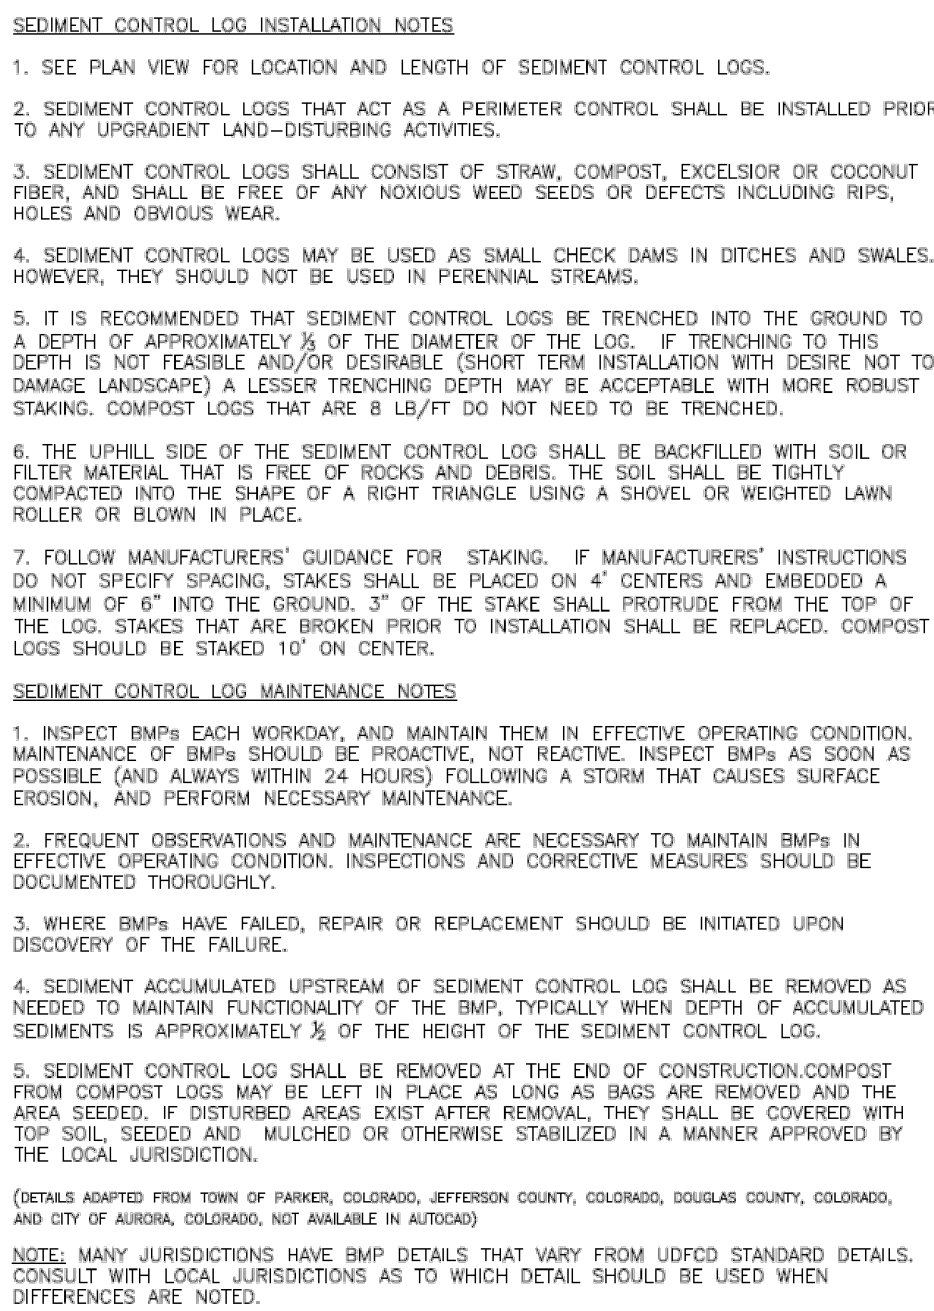 SEDIMENT CONTROL LOG INSTALLATION NOTES
1. SEE PLAN VIEW FOR LOCATION AND LENGTH OF SEDIMENT CONTROL LOGS.
2. SEDIMENT CONTROL LOGS THAT ACT AS A PERIMETER CONTROL SHALL BE INSTALLED PRIOR
TO ANY UPGRADIENT LAND-DISTURBING ACTIVITIES.
3. SEDIMENT CONTROL LOGS SHALL CONSIST OF STRAW, COMPOST, EXCELSIOR OR COCONUT
FIBER, AND SHALL BE FREE OF ANY NOXIOUS WEED SEEDS OR DEFECTS INCLUDING RIPS,
HOLES AND OBVIOUS WEAR.
4. SEDIMENT CONTROL LOGS MAY BE USED AS SMALL CHECK DAMS IN DITCHES AND SWALES.
HOWEVER, THEY SHOULD NOT BE USED IN PERENNIAL STREAMS.
5. IT IS RECOMMENDED THAT SEDIMENT CONTROL LOGS BE TRENCHED INTO THE GROUND TO
A DEPTH OF APPROXIMATELY ⅓ OF THE DIAMETER OF THE LOG. IF TRENCHING TO THIS
DEPTH IS NOT FEASIBLE AND/OR DESIRABLE (SHORT TERM INSTALLATION WITH DESIRE NOT TO
DAMAGE LANDSCAPE) A LESSER TRENCHING DEPTH MAY BE ACCEPTABLE WITH MORE ROBUST
STAKING. COMPOST LOGS THAT ARE 8 LB/FT DO NOT NEED TO BE TRENCHED.
6. THE UPHILL SIDE OF THE SEDIMENT CONTROL LOG SHALL BE BACKFILLED WITH SOIL OR
FILTER MATERIAL THAT IS FREE OF ROCKS AND DEBRIS. THE SOIL SHALL BE TIGHTLY
COMPACTED INTO THE SHAPE OF A RIGHT TRIANGLE USING A SHOVEL OR WEIGHTED LAWN
ROLLER OR BLOWN IN PLACE.
7. FOLLOW MANUFACTURERS' GUIDANCE FOR STAKING. IF MANUFACTURERS' INSTRUCTIONS
DO NOT SPECIFY SPACING, STAKES SHALL BE PLACED ON 4' CENTERS AND EMBEDDED A
MINIMUM OF 6" INTO THE GROUND. 3" OF THE STAKE SHALL PROTRUDE FROM THE TOP OF
THE LOG. STAKES THAT ARE BROKEN PRIOR TO INSTALLATION SHALL BE REPLACED. COMPOST
LOGS SHOULD BE STAKED 10' ON CENTER.
SEDIMENT CONTROL LOG MAINTENANCE NOTES
1. INSPECT BMPs EACH WORKDAY, AND MAINTAIN THEM IN EFFECTIVE OPERATING CONDITION.
MAINTENANCE OF BMPs SHOULD BE PROACTIVE, NOT REACTIVE. INSPECT BMPs AS SOON AS
POSSIBLE (AND ALWAYS WITHIN 24 HOURS) FOLLOWING A STORM THAT CAUSES SURFACE
EROSION, AND PERFORM NECESSARY MAINTENANCE.
2. FREQUENT OBSERVATIONS AND MAINTENANCE ARE NECESSARY TO MAINTAIN BMPs IN
EFFECTIVE OPERATING CONDITION. INSPECTIONS AND CORRECTIVE MEASURES SHOULD BE
DOCUMENTED THOROUGHLY.
3. WHERE BMPs HAVE FAILED, REPAIR OR REPLACEMENT SHOULD BE INITIATED UPON
DISCOVERY OF THE FAILURE.
4. SEDIMENT ACCUMULATED UPSTREAM OF SEDIMENT CONTROL LOG SHALL BE REMOVED AS
NEEDED TO MAINTAIN FUNCTIONALITY OF THE BMP, TYPICALLY WHEN DEPTH OF ACCUMULATED
SEDIMENTS IS APPROXIMATELY ½ OF THE HEIGHT OF THE SEDIMENT CONTROL LOG.
5. SEDIMENT CONTROL LOG SHALL BE REMOVED AT THE END OF CONSTRUCTION.COMPOST
FROM COMPOST LOGS MAY BE LEFT IN PLACE AS LONG AS BAGS ARE REMOVED AND THE
AREA SEEDED. IF DISTURBED AREAS EXIST AFTER REMOVAL, THEY SHALL BE COVERED WITH
TOP SOIL, SEEDED AND MULCHED OR OTHERWISE STABILIZED IN A MANNER APPROVED BY
THE LOCAL JURISDICTION.
(DETAILS ADAPTED FROM TOWN OF PARKER, COLORADO, JEFFERSON COUNTY, COLORADO, DOUGLAS COUNTY, COLORADO,
AND CITY OF AURORA, COLORADO, NOT AVAILABLE IN AUTOCAD)
NOTE: MANY JURISDICTIONS HAVE BMP DETAILS THAT VARY FROM UDFCD STANDARD DETAILS.
CONSULT WITH LOCAL JURISDICTIONS AS TO WHICH DETAIL SHOULD BE USED WHEN
DIFFERENCES ARE NOTED.